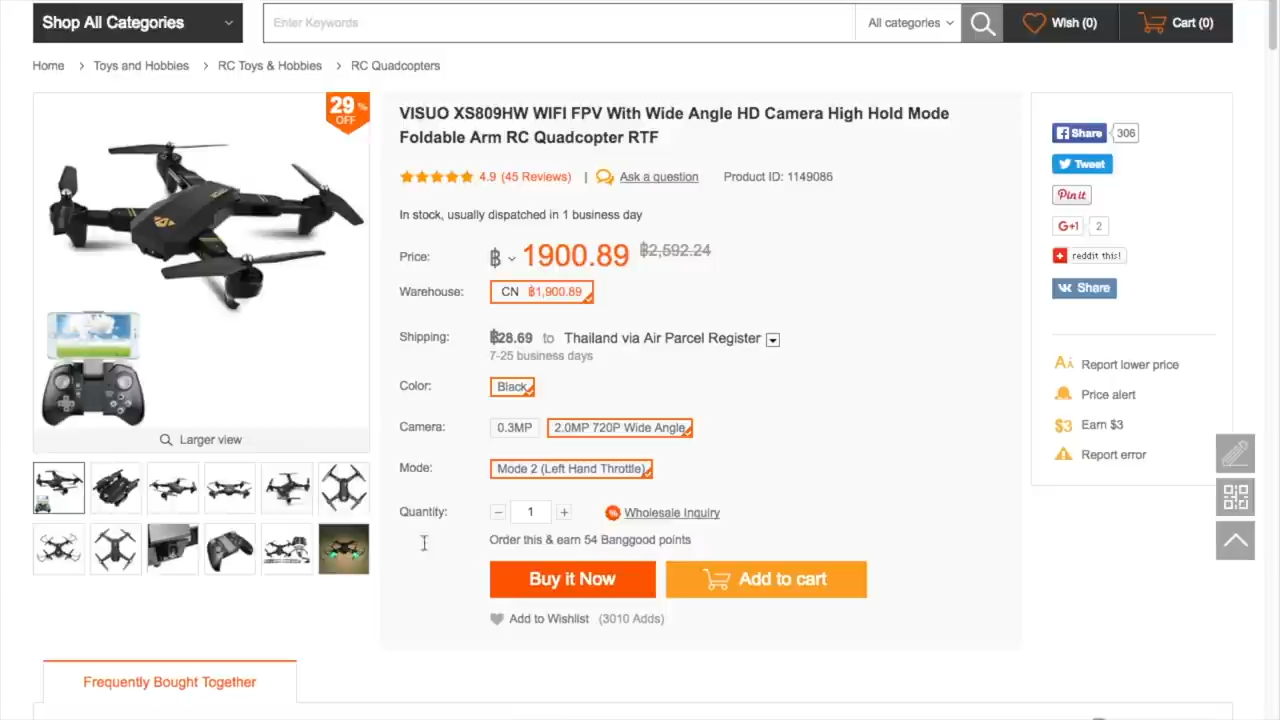 Shop All Categories
Enter Keywords
All categories
Wish (0)
Cart (0)
Home > Toys and Hobbies > RC Toys & Hobbies > RC Quadcopters
29 %
OFF
Larger view
VISUO XS809HW WIFI FPV With Wide Angle HD Camera High Hold Mode
Foldable Arm RC Quadcopter RTF
4.9 (45 Reviews) | Ask a question Product ID: 1149086
In stock, usually dispatched in 1 business day
Price: ฿ 1900.89 ฿2,592.24
Warehouse: CN ฿1,900.89
Shipping: ฿28.69 to Thailand via Air Parcel Register
7-25 business days
Color: Black
Camera: 0.3MP 2.0MP 720P Wide Angle
Mode: Mode 2 (Left Hand Throttle)
Quantity: − 1 + Wholesale Inquiry
Order this & earn 54 Banggood points
Buy it Now
Add to cart
Add to Wishlist (3010 Adds)
Share 306
Tweet
Pin it
G+1 2
reddit this!
Share
Report lower price
Price alert
$3 Earn $3
Report error
Frequently Bought Together